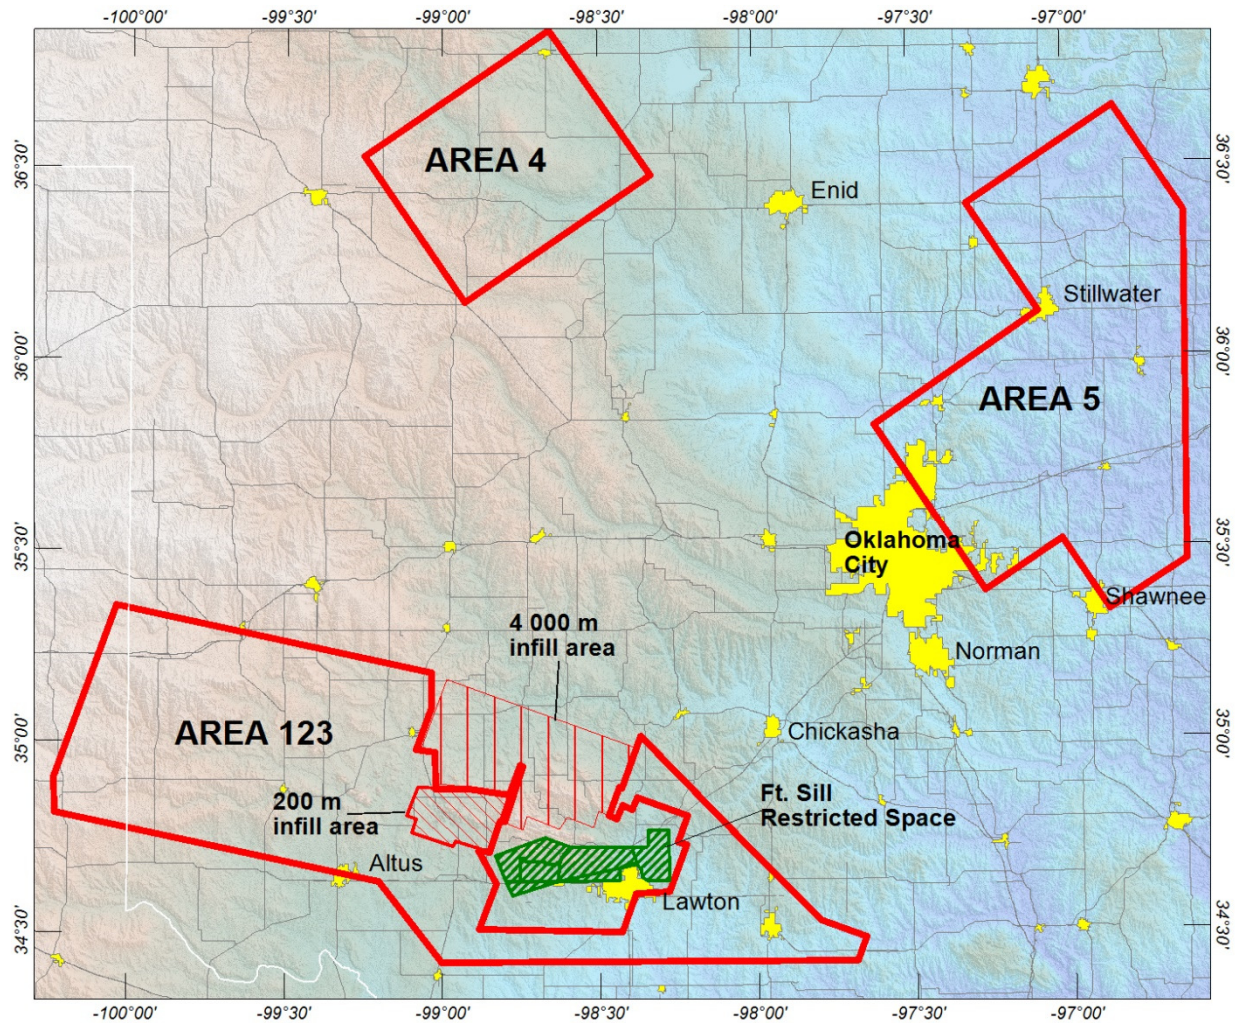 -100°00'
-99°30'
-99°00'
-98°30'
-98°00'
-97°30'
-97°00'
36°30'
36°30'
AREA 4
Enid
Stillwater
36°00'
36°00'
AREA 5
35°30'
Oklahoma
City
35°30'
Shawnee
4 000 m
infill area
Norman
AREA 123
35°00'
Chickasha
35°00'
200 m
infill area
Ft. Sill
Restricted Space
Altus
Lawton
34°30'
34°30'
-100°00'
-99°30'
-99°00'
-98°30'
-98°00'
-97°30'
-97°00'